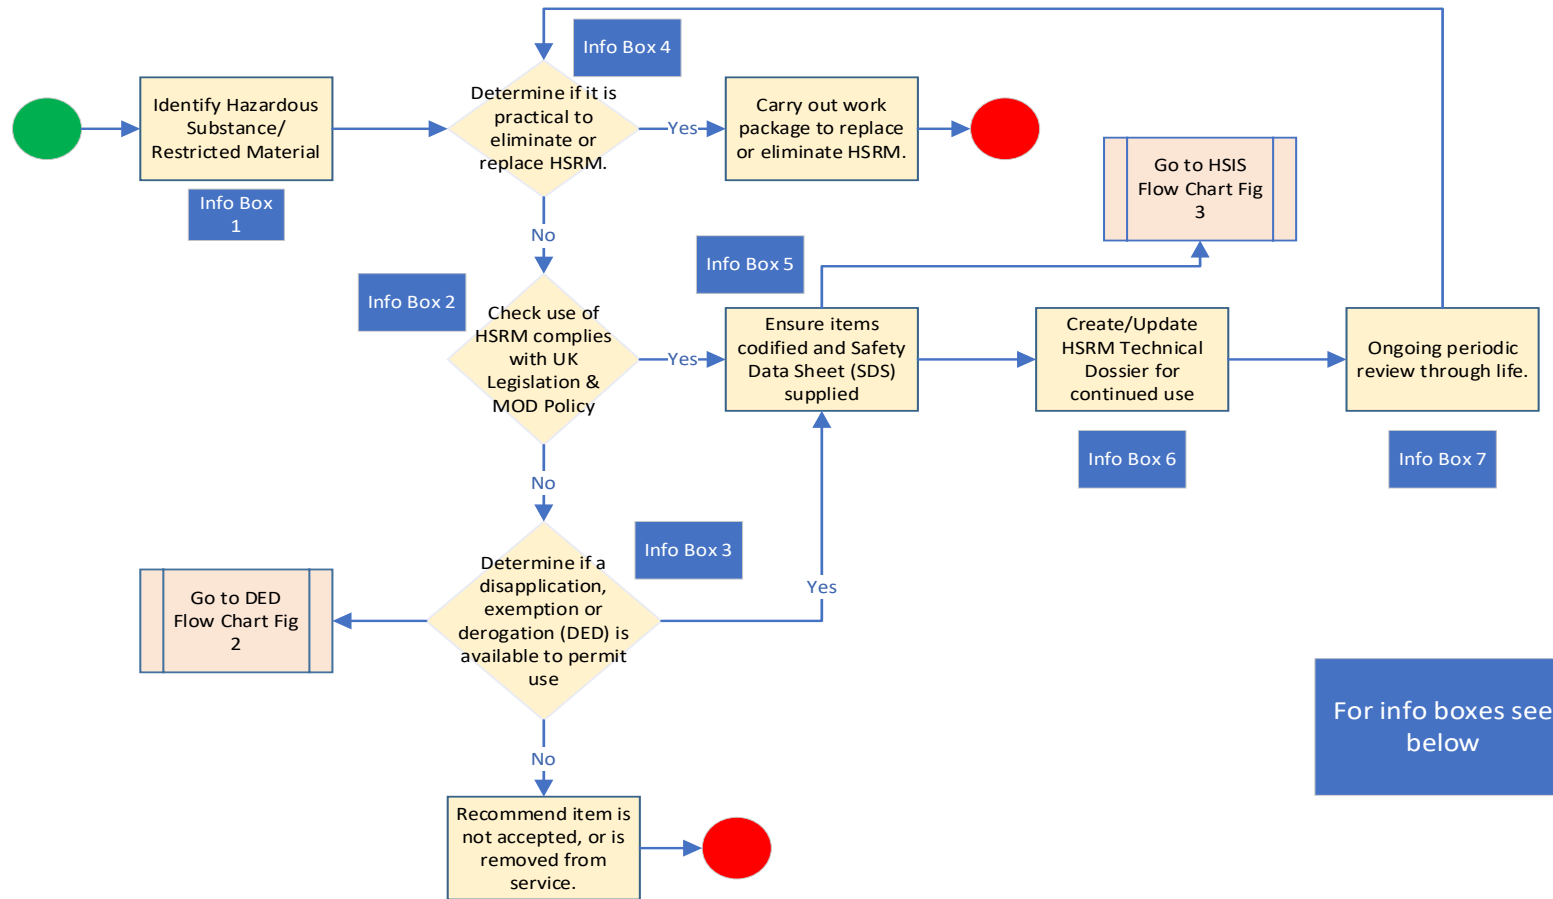 Info Box 4
Identify Hazardous
Substance/
Restricted Material
Info Box
1
Determine if it is
practical to
eliminate or
replace HSRM.
Yes
Carry out work
package to replace
or eliminate HSRM.
Go to HSIS
Flow Chart Fig
3
No
Info Box 2
Check use of
HSRM complies
with UK
Legislation &
MOD Policy
Yes
Info Box 5
Ensure items
codified and Safety
Data Sheet (SDS)
supplied
Create/Update
HSRM Technical
Dossier for
continued use
Info Box 6
Ongoing periodic
review through life.
Info Box 7
No
Info Box 3
Determine if a
disapplication,
exemption or
derogation (DED) is
available to permit
use
Yes
Go to DED
Flow Chart Fig
2
No
Recommend item is
not accepted, or is
removed from
service.
For info boxes see
below